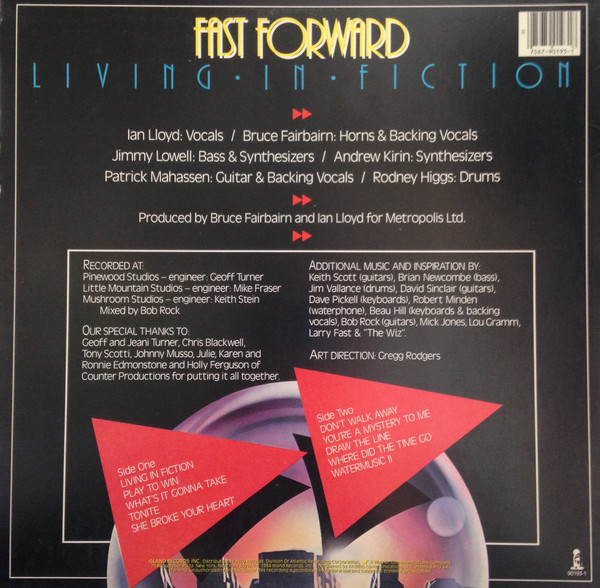 FAST FORWARD
LIVING · IN · FICTION
7567-90195-1
Ian Lloyd: Vocals / Bruce Fairbairn: Horns & Backing Vocals
Jimmy Lowell: Bass & Synthesizers / Andrew Kirin: Synthesizers
Patrick Mahassen: Guitar & Backing Vocals / Rodney Higgs: Drums
Produced by Bruce Fairbairn and Ian Lloyd for Metropolis Ltd.
RECORDED AT:
Pinewood Studios – engineer: Geoff Turner
Little Mountain Studios – engineer: Mike Fraser
Mushroom Studios – engineer: Keith Stein
Mixed by Bob Rock
OUR SPECIAL THANKS TO:
Geoff and Jeani Turner, Chris Blackwell,
Tony Scotti, Johnny Musso, Julie, Karen and
Ronnie Edmonstone and Holly Ferguson of
Counter Productions for putting it all together.
ADDITIONAL MUSIC AND INSPIRATION BY:
Keith Scott (guitars), Brian Newcombe (bass),
Jim Vallance (drums), David Sinclair (guitars),
Dave Pickell (keyboards), Robert Minden
(waterphone), Beau Hill (keyboards & backing
vocals), Bob Rock (guitars), Mick Jones, Lou Gramm,
Larry Fast & "The Wiz".
ART DIRECTION: Gregg Rodgers
Side One
LIVING IN FICTION
PLAY TO WIN
WHAT'S IT GONNA TAKE
TONITE
SHE BROKE YOUR HEART
Side Two
DON'T WALK AWAY
YOU'RE A MYSTERY TO ME
DRAW THE LINE
WHERE DID THE TIME GO
WATERMUSIC II
ISLAND RECORDS INC.
90195-1